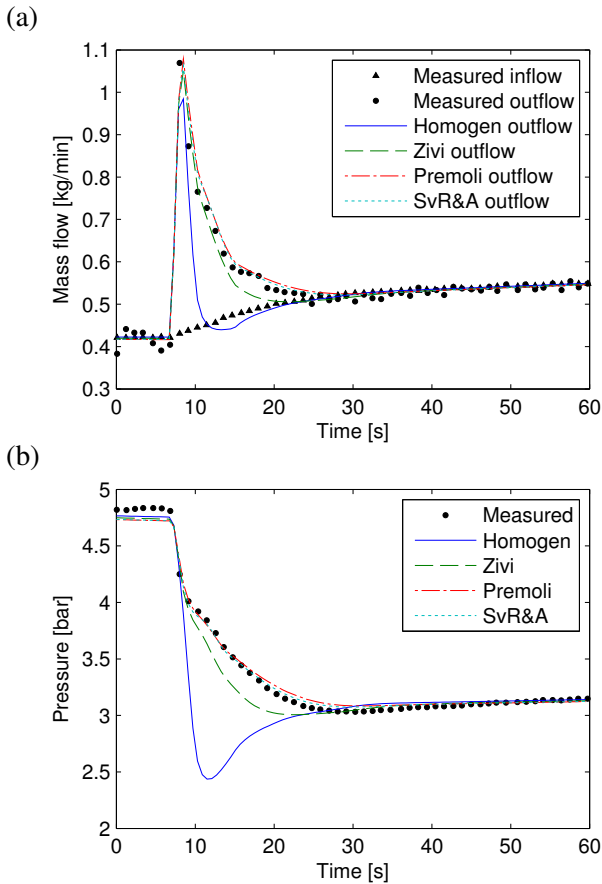 (a)
1.1
1
0.9
0.8
0.7
0.6
0.5
0.4
0.3
Mass flow [kg/min]
Measured inflow
Measured outflow
Homogen outflow
Zivi outflow
Premoli outflow
SvR&A outflow
0 10 20 30 40 50 60
Time [s]
(b)
5
4.5
4
3.5
3
2.5
2
Pressure [bar]
Measured
Homogen
Zivi
Premoli
SvR&A
0 10 20 30 40 50 60
Time [s]